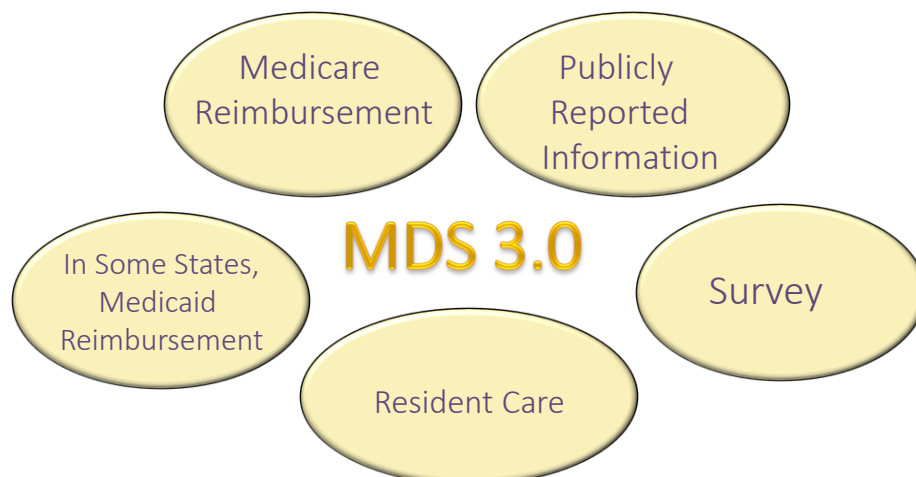 Medicare
Reimbursement
Publicly
Reported
Information
MDS 3.0
In Some States,
Medicaid
Reimbursement
Survey
Resident Care